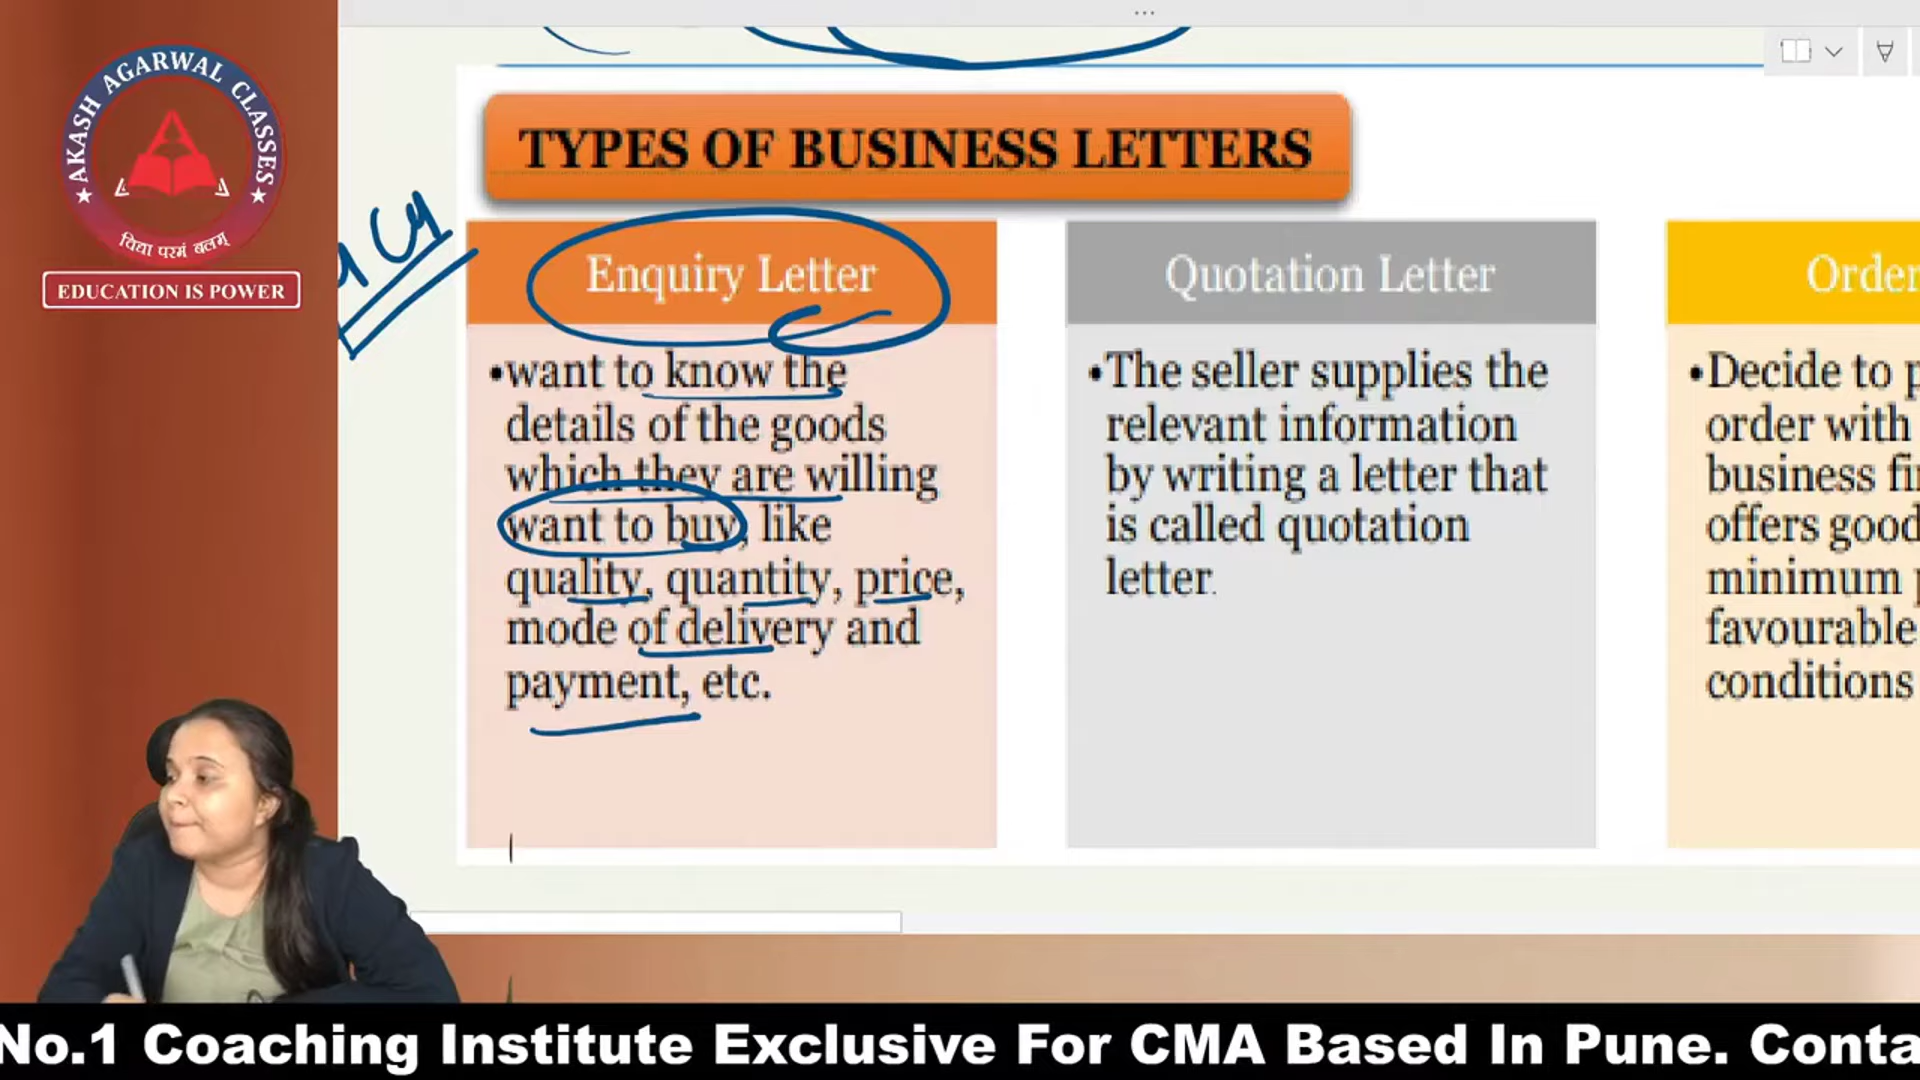 AKASH AGARWAL CLASSES
विद्या परमं बलम्
EDUCATION IS POWER
TYPES OF BUSINESS LETTERS
Enquiry Letter
•want to know the
details of the goods
which they are willing
want to buy, like
quality, quantity, price,
mode of delivery and
payment, etc.
Quotation Letter
•The seller supplies the
relevant information
by writing a letter that
is called quotation
letter.
Order
•Decide to p
order with
business fi
offers good
minimum p
favourable
conditions
No.1 Coaching Institute Exclusive For CMA Based In Pune. Conta